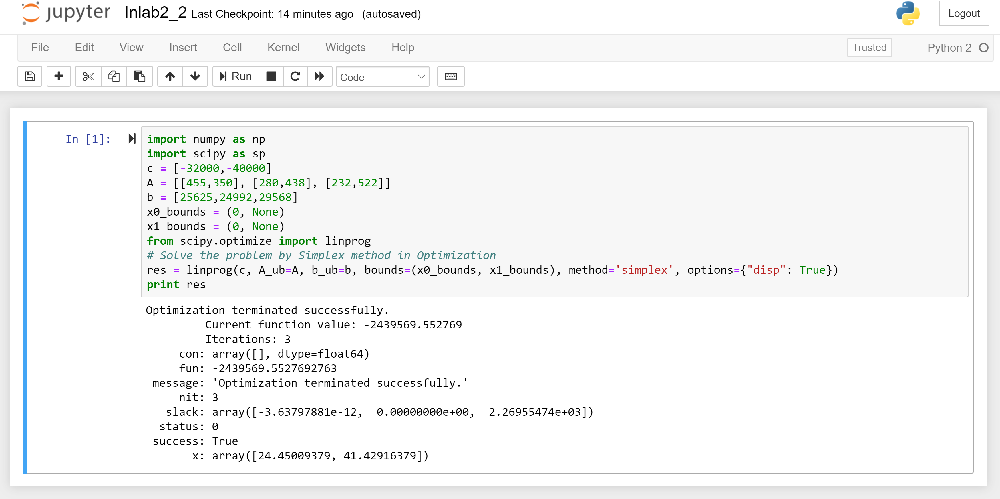 jupyter Inlab2_2 Last Checkpoint: 14 minutes ago (autosaved) Logout
File Edit View Insert Cell Kernel Widgets Help Trusted Python 2
Run Code
In [1]: import numpy as np
import scipy as sp
c = [-32000,-40000]
A = [[455,350], [280,438], [232,522]]
b = [25625,24992,29568]
x0_bounds = (0, None)
x1_bounds = (0, None)
from scipy.optimize import linprog
# Solve the problem by Simplex method in Optimization
res = linprog(c, A_ub=A, b_ub=b, bounds=(x0_bounds, x1_bounds), method='simplex', options={"disp": True})
print res
Optimization terminated successfully.
Current function value: -2439569.552769
Iterations: 3
con: array([], dtype=float64)
fun: -2439569.5527692763
message: 'Optimization terminated successfully.'
nit: 3
slack: array([-3.63797881e-12, 0.00000000e+00, 2.26955474e+03])
status: 0
success: True
x: array([24.45009379, 41.42916379])